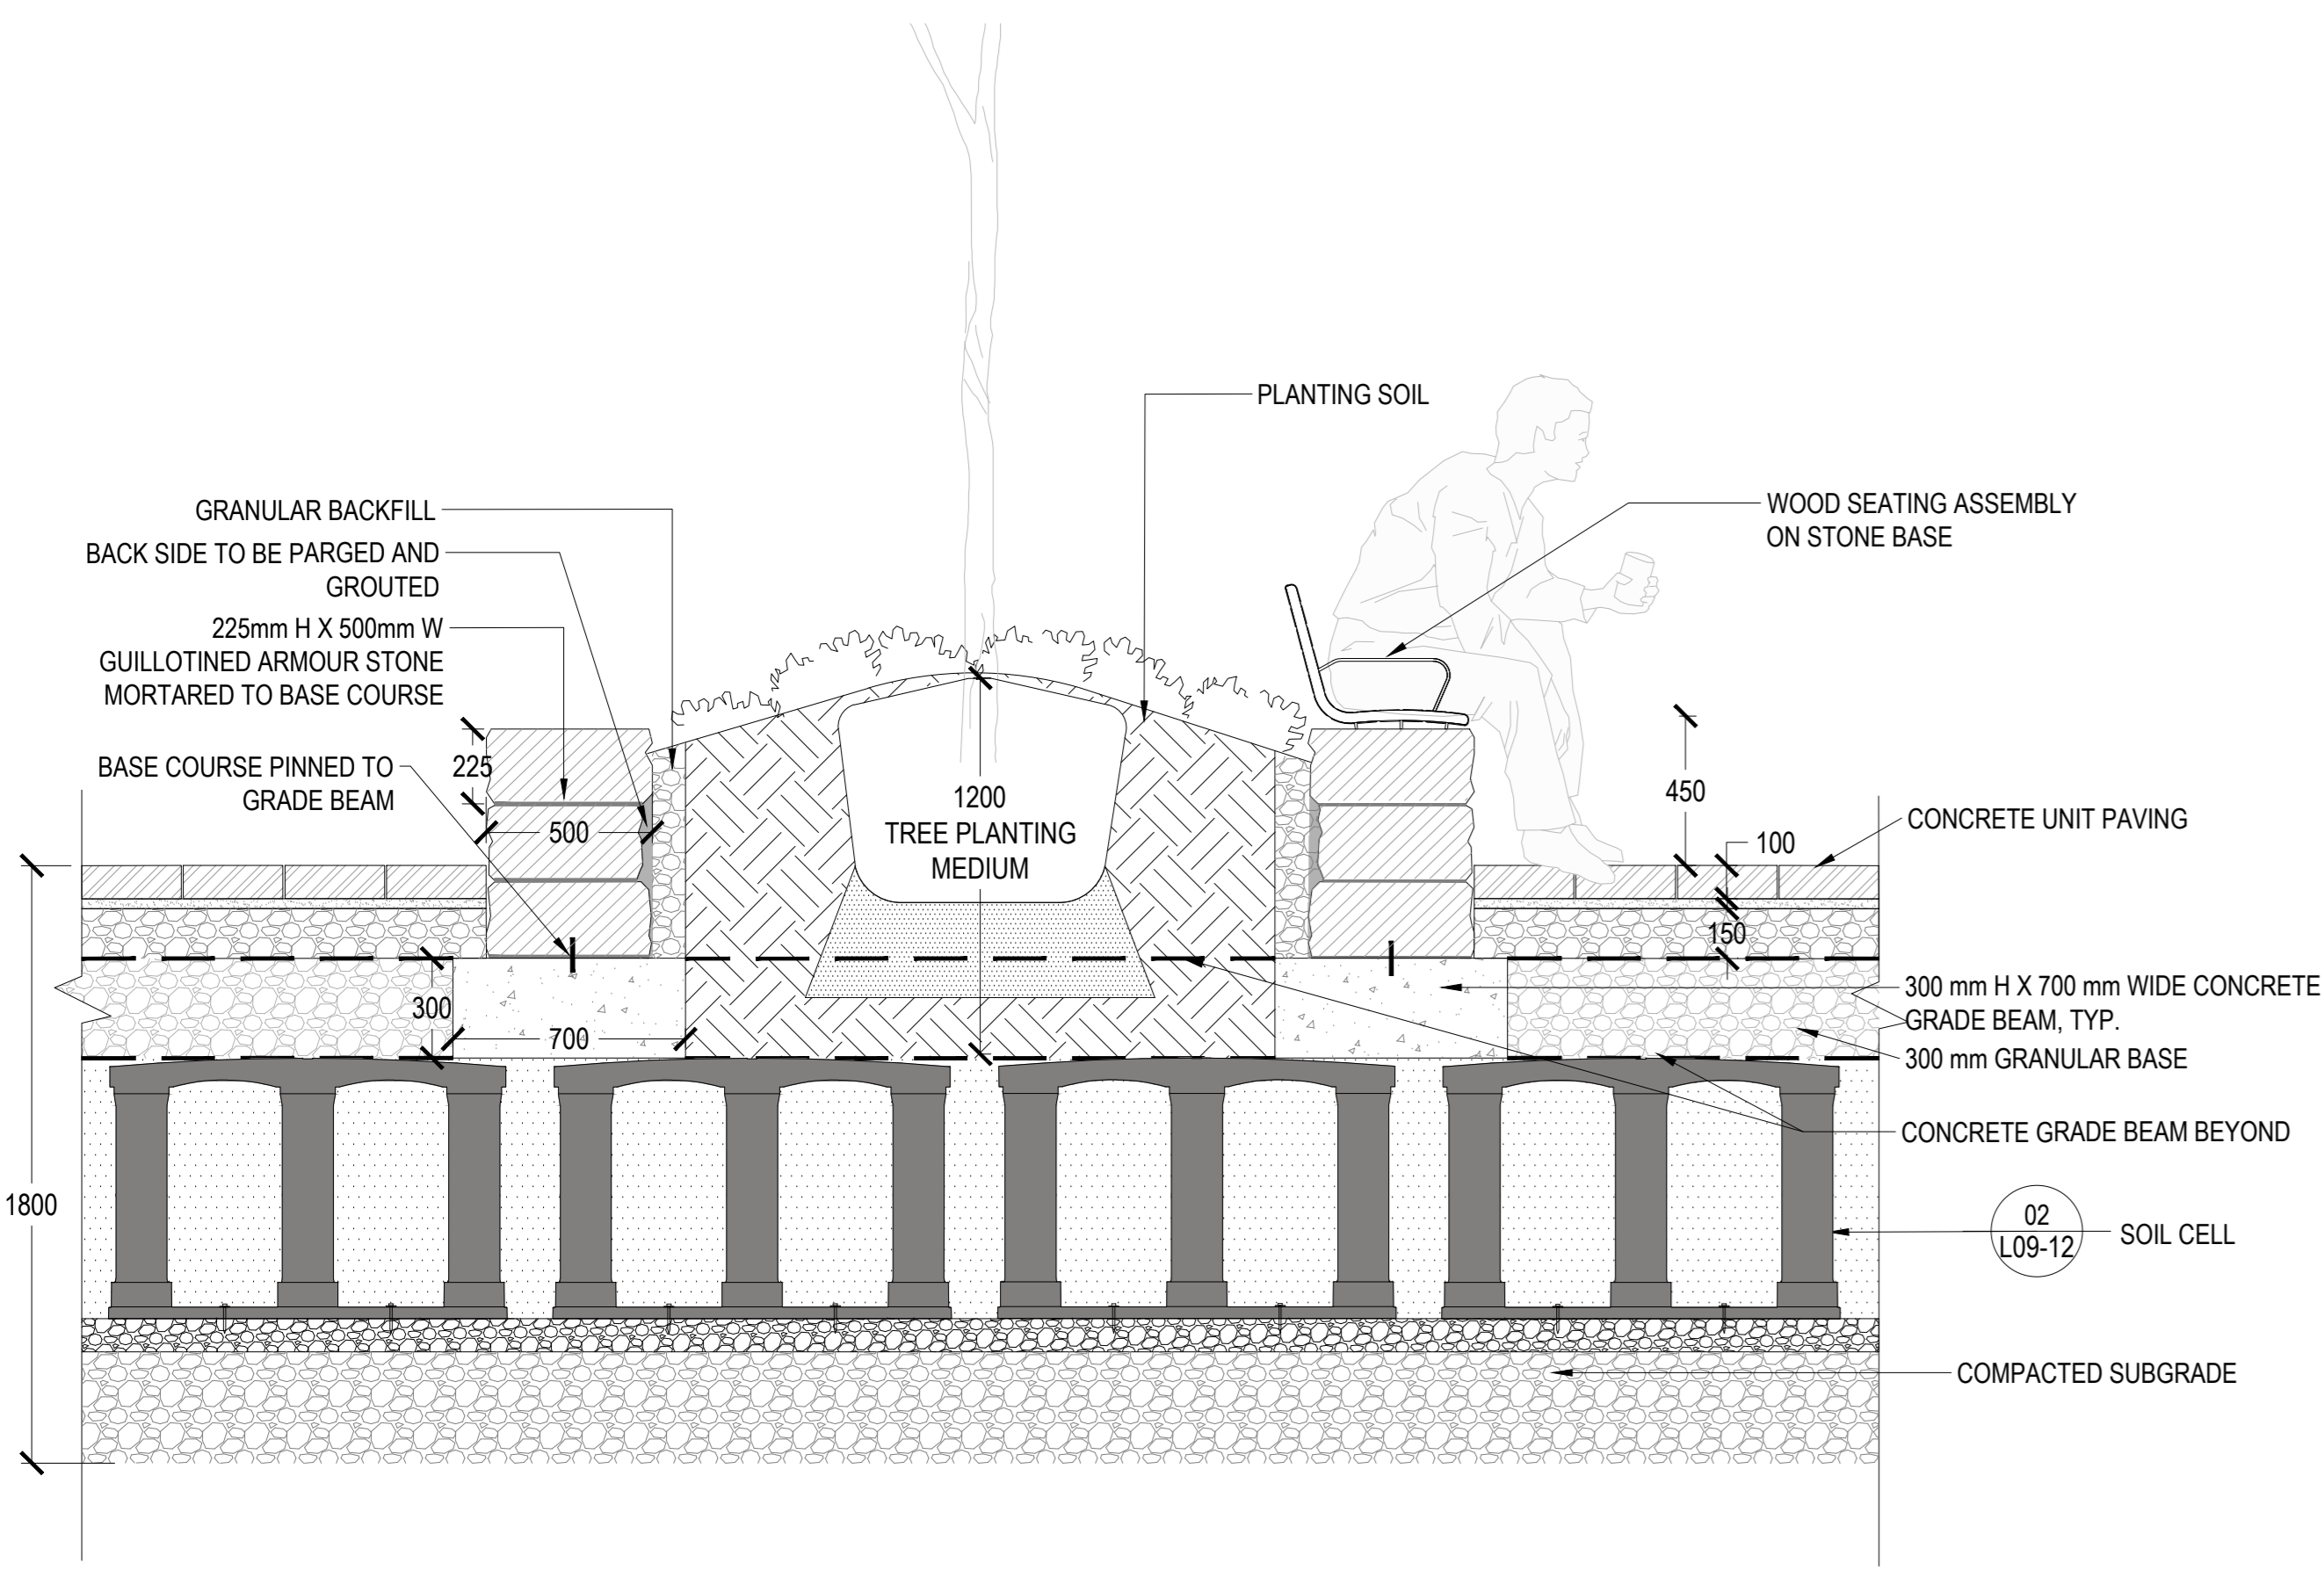 PLANTING SOIL
GRANULAR BACKFILL
BACK SIDE TO BE PARGED AND
GROUTED
225mm H X 500mm W
GUILLOTINED ARMOUR STONE
MORTARED TO BASE COURSE
BASE COURSE PINNED TO
GRADE BEAM
WOOD SEATING ASSEMBLY
ON STONE BASE
225
500
1200
TREE PLANTING
MEDIUM
450
100
CONCRETE UNIT PAVING
150
300
700
300 mm H X 700 mm WIDE CONCRETE
GRADE BEAM, TYP.
300 mm GRANULAR BASE
CONCRETE GRADE BEAM BEYOND
1800
02
L09-12
SOIL CELL
COMPACTED SUBGRADE